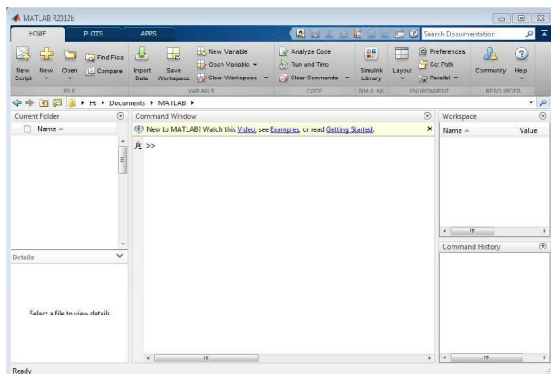 MATLAB R2012b
HOME PLOTS APPS
Search Documentation
New Script
New
Open
Find Files
Compare
Import Data
Save Workspace
New Variable
Open Variable
Clear Workspace
Analyze Code
Run and Time
Clear Commands
Simulink Library
Layout
Preferences
Set Path
Parallel
Community
Help
FILE VARIABLE CODE SIMULINK ENVIRONMENT RESOURCES
H: Documents MATLAB
Current Folder
Name
Details
Select a file to view details
Command Window
New to MATLAB? Watch this Video, see Examples, or read Getting Started.
fx >>
Workspace
Name Value
Command History
Ready